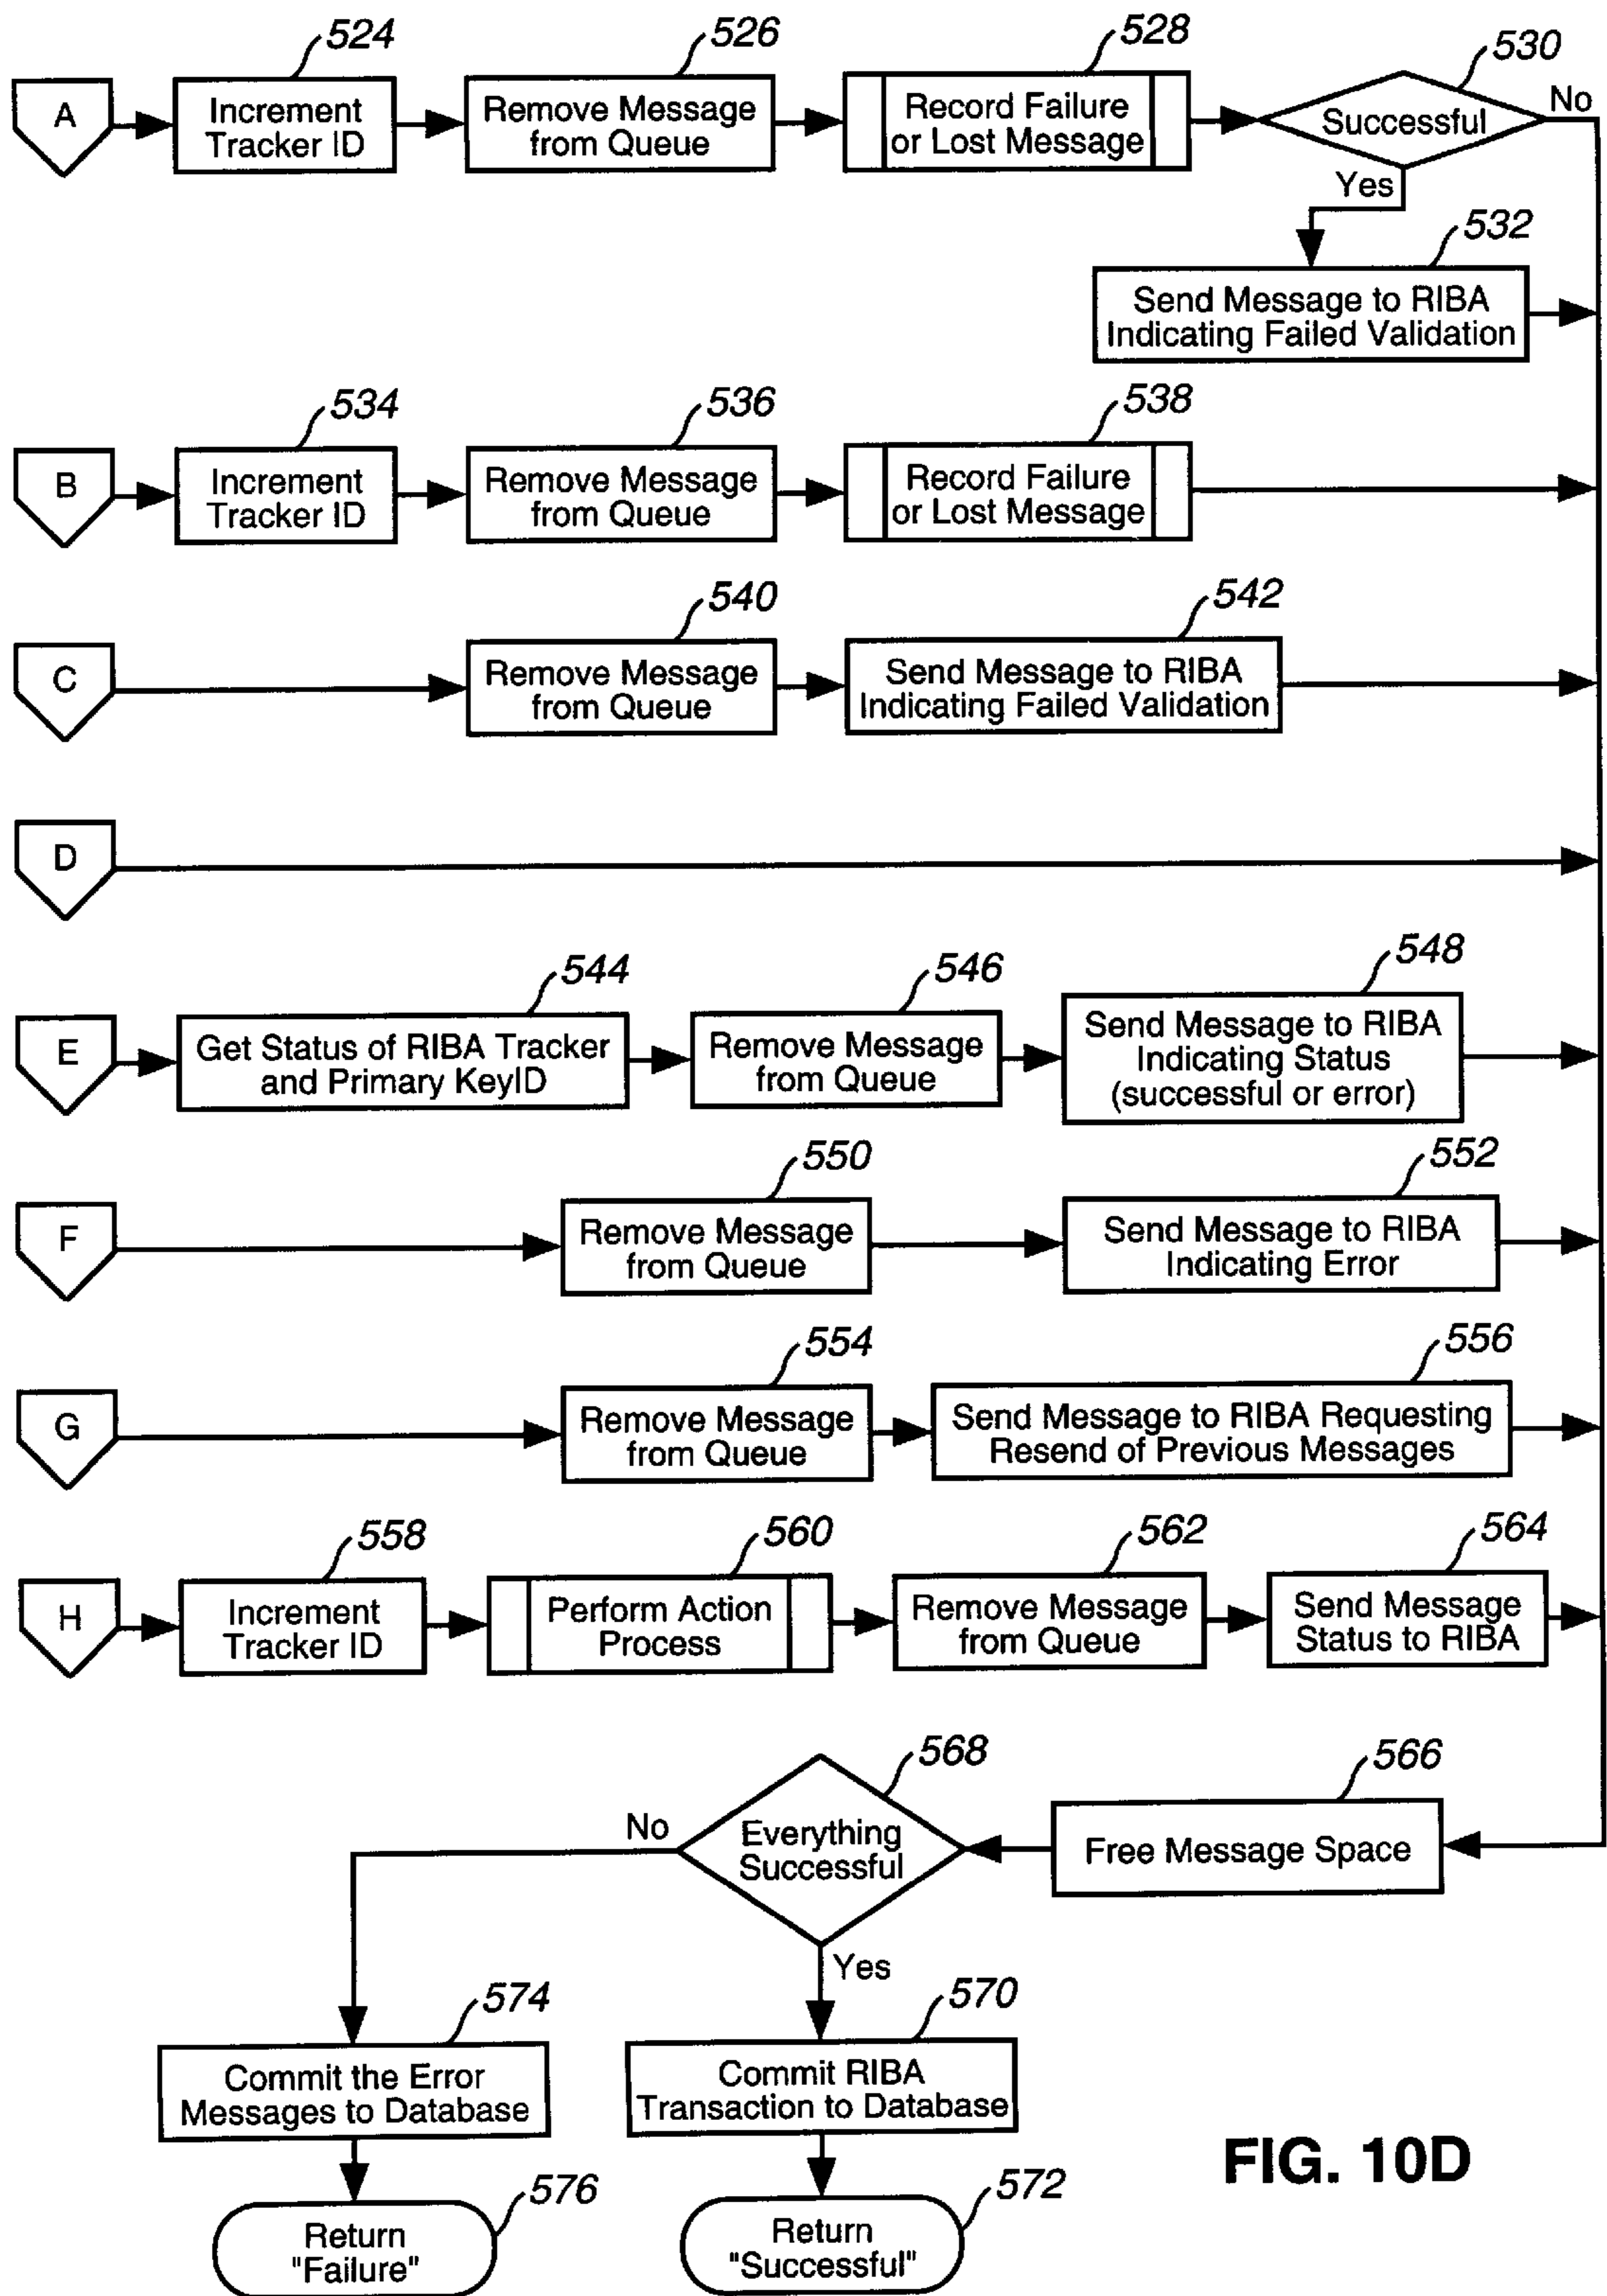 524
526
528
530
A
Increment
Tracker ID
Remove Message
from Queue
Record Failure
or Lost Message
Successful
No
Yes
532
Send Message to RIBA
Indicating Failed Validation
534
536
538
B
Increment
Tracker ID
Remove Message
from Queue
Record Failure
or Lost Message
540
542
C
Remove Message
from Queue
Send Message to RIBA
Indicating Failed Validation
D
544
546
548
E
Get Status of RIBA Tracker
and Primary KeyID
Remove Message
from Queue
Send Message to RIBA
Indicating Status
(successful or error)
550
552
F
Remove Message
from Queue
Send Message to RIBA
Indicating Error
554
556
G
Remove Message
from Queue
Send Message to RIBA Requesting
Resend of Previous Messages
558
560
562
564
H
Increment
Tracker ID
Perform Action
Process
Remove Message
from Queue
Send Message
Status to RIBA
568
566
No
Everything
Successful
Free Message Space
Yes
574
570
Commit the Error
Messages to Database
Commit RIBA
Transaction to Database
576
572
Return
"Failure"
Return
"Successful"
FIG. 10D